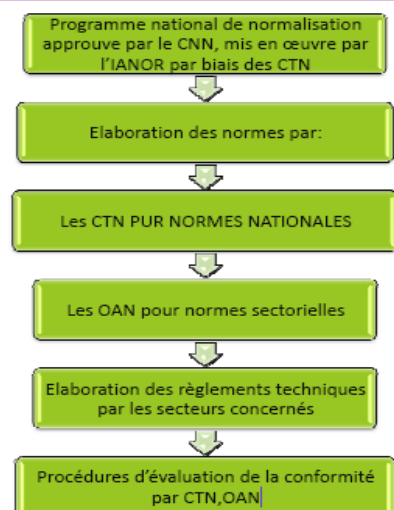 Programme national de normalisation
approuve par le CNN, mis en œuvre par
l'IANOR par biais des CTN
Elaboration des normes par:
Les CTN PUR NORMES NATIONALES
Les OAN pour normes sectorielles
Elaboration des règlements techniques
par les secteurs concernés
Procédures d'évaluation de la conformité
par CTN,OAN